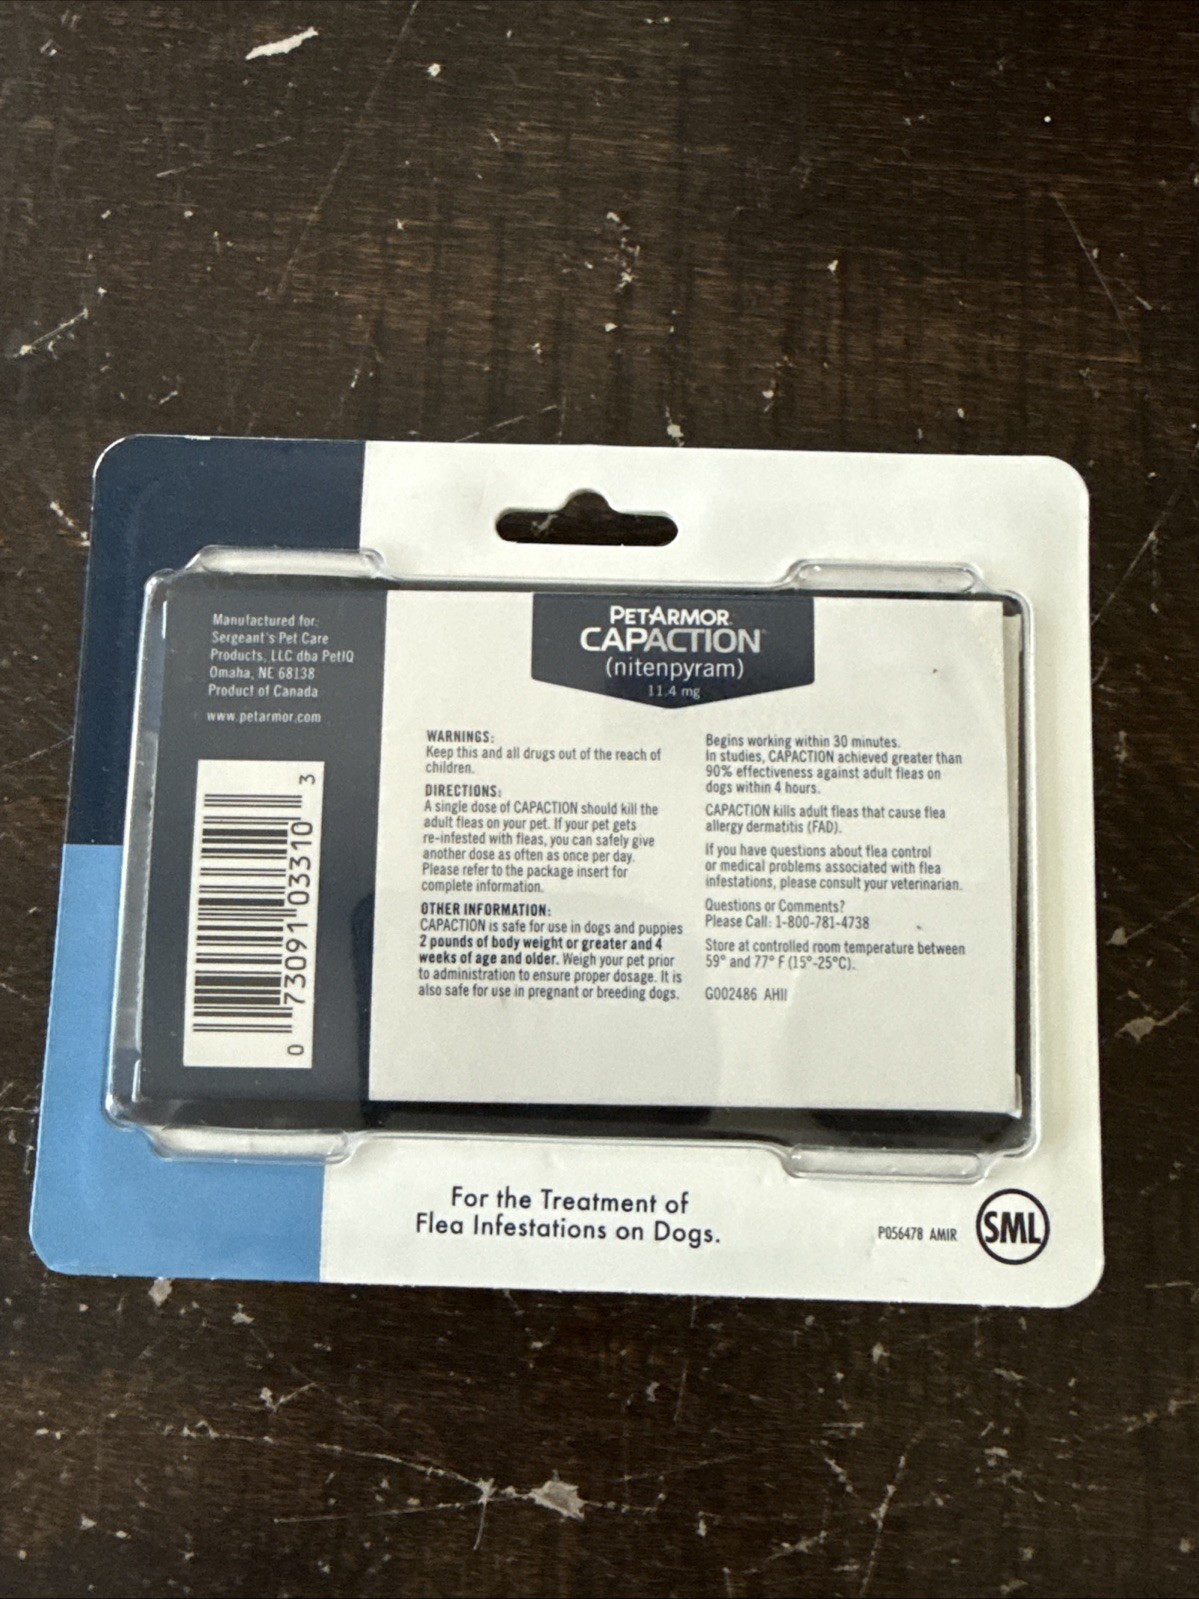 Manufactured for:
Sergeant's Pet Care
Products, LLC dba PetIQ
Omaha, NE 68138
Product of Canada
www.petarmor.com
0 73091 03310 3
PETARMOR
CAPACTION
(nitenpyram)
11.4 mg
WARNINGS:
Keep this and all drugs out of the reach of
children.
DIRECTIONS:
A single dose of CAPACTION should kill the
adult fleas on your pet. If your pet gets
re-infested with fleas, you can safely give
another dose as often as once per day.
Please refer to the package insert for
complete information.
OTHER INFORMATION:
CAPACTION is safe for use in dogs and puppies
2 pounds of body weight or greater and 4
weeks of age and older. Weigh your pet prior
to administration to ensure proper dosage. It is
also safe for use in pregnant or breeding dogs.
Begins working within 30 minutes.
In studies, CAPACTION achieved greater than
90% effectiveness against adult fleas on
dogs within 4 hours.
CAPACTION kills adult fleas that cause flea
allergy dermatitis (FAD).
If you have questions about flea control
or medical problems associated with flea
infestations, please consult your veterinarian.
Questions or Comments?
Please Call: 1-800-781-4738
Store at controlled room temperature between
59° and 77° F (15°-25°C).
G002486 AHII
For the Treatment of
Flea Infestations on Dogs.
P056478 AMIR
SML